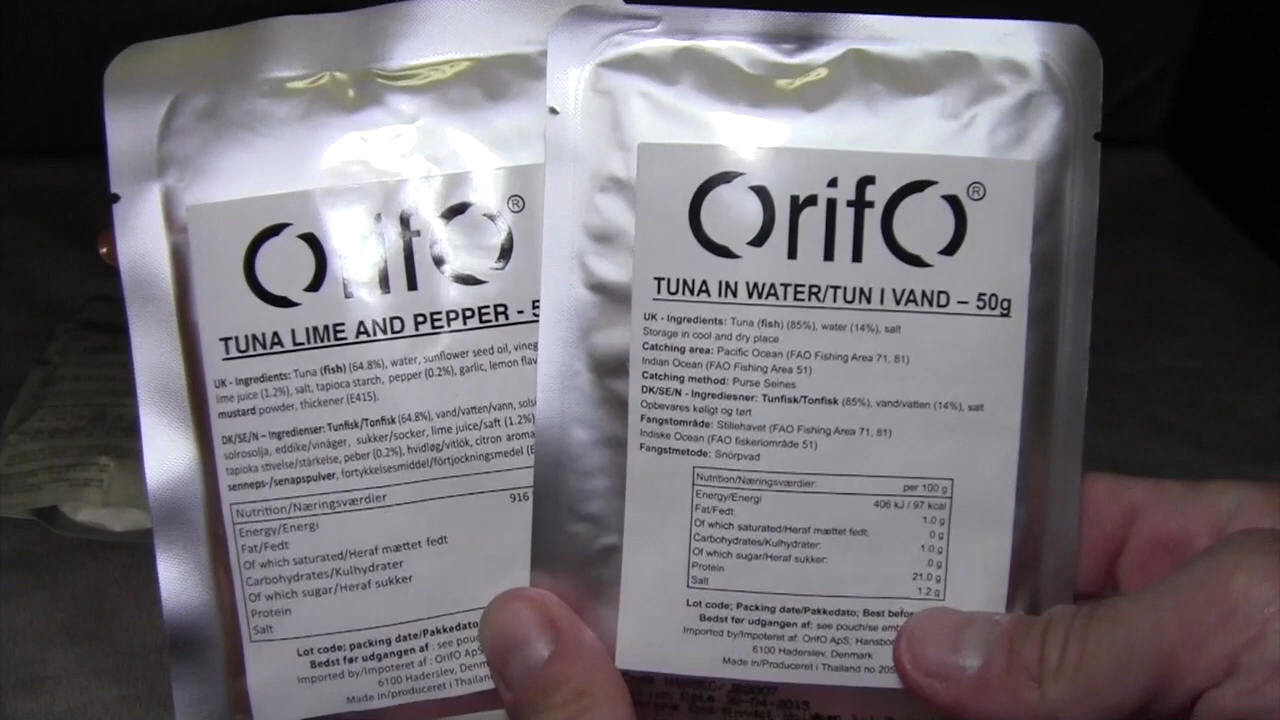 OrifO®
TUNA LIME AND PEPPER - 5
UK - Ingredients: Tuna (fish) (64.8%), water, sunflower seed oil, vineg
lime juice (1.2%), salt, tapioca starch, pepper (0.2%), garlic, lemon flav
mustard powder, thickener (E415).
DK/SE/N – Ingredienser: Tunfisk/Tonfisk (64.8%), vand/vatten/vann, sols
solrosolja, eddike/vinäger, sukker/socker, lime juice/saft (1.2%)
tapioka stivelse/stärkelse, peber (0.2%), hvidløg/vitlök, citron aroma
senneps-/senapspulver, fortykkelsesmiddel/förtjockningsmedel (E
Nutrition/Næringsværdier
Energy/Energi 916
Fat/Fedt
Of which saturated/Heraf mættet fedt
Carbohydrates/Kulhydrater
Of which sugar/Heraf sukker
Protein
Salt
Lot code; packing date/Pakkedato
Bedst før udgangen af : see pouc
Imported by/Impoteret af : OrifO ApS
6100 Haderslev, Denm
Made in/produceret i Thailan
OrifO®
TUNA IN WATER/TUN I VAND – 50g
UK - Ingredients: Tuna (fish) (85%), water (14%), salt
Storage in cool and dry place
Catching area: Pacific Ocean (FAO Fishing Area 71, 81)
Indian Ocean (FAO Fishing Area 51)
Catching method: Purse Seines
DK/SE/N - Ingrediesner: Tunfisk/Tonfisk (85%), vand/vatten (14%), salt
Opbevares køligt og tørt
Fangstområde: Stillehavet (FAO Fishing Area 71, 81)
Indiske Ocean (FAO fiskeriområde 51)
Fangstmetode: Snörpvad
Nutrition/Næringsværdier: per 100 g
Energy/Energi 406 kJ / 97 kcal
Fat/Fedt: 1.0 g
Of which saturated/Heraf mættet fedt; 0 g
Carbohydrates/Kulhydrater: 1.0 g
Of which sugar/Heraf sukker: 0 g
Protein 21.0 g
Salt 1,2 g
Lot code; Packing date/Pakkedato; Best befor
Bedst før udgangen af: see pouch/se emb
Imported by/Impoteret af: OrifO ApS; Hansbor
6100 Haderslev, Denmark
Made in/Produceret i Thailand no 205